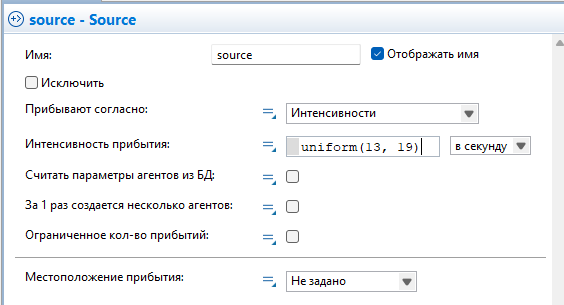 source - Source
Имя: source Отображать имя
Исключить
Прибывают согласно: Интенсивности
Интенсивность прибытия: uniform(13, 19) в секунду
Считать параметры агентов из БД:
За 1 раз создается несколько агентов:
Ограниченное кол-во прибытий:
Местоположение прибытия: Не задано